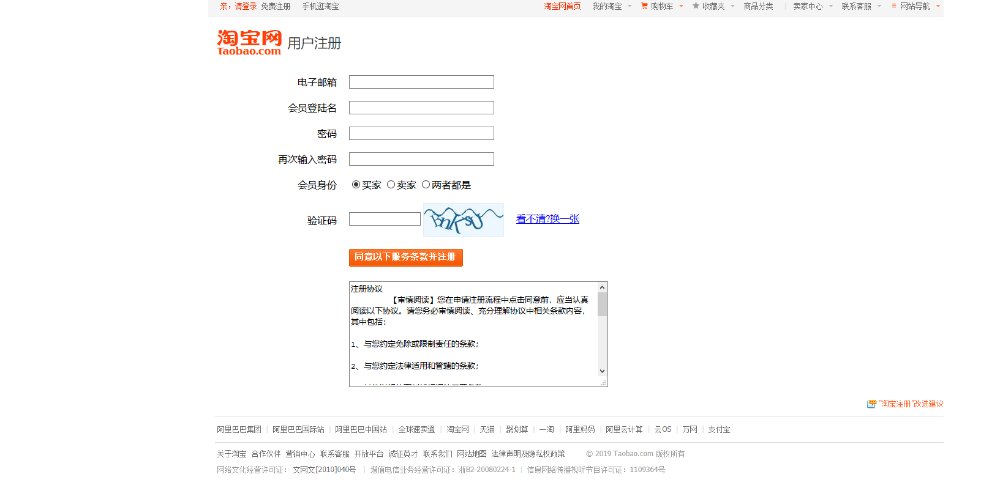 亲，请登录 免费注册 手机逛淘宝 淘宝网首页 我的淘宝 购物车 收藏夹 商品分类 卖家中心 联系客服 网站导航
淘宝网
Taobao.com
用户注册
电子邮箱
会员登陆名
密码
再次输入密码
会员身份 买家 卖家 两者都是
验证码 BnKsU 看不清?换一张
同意以下服务条款并注册
注册协议
【审慎阅读】您在申请注册流程中点击同意前，应当认真
阅读以下协议。请您务必审慎阅读、充分理解协议中相关条款内容，
其中包括：
1、与您约定免除或限制责任的条款；
2、与您约定法律适用和管辖的条款；
"淘宝注册"改进建议
阿里巴巴集团 | 阿里巴巴国际站 | 阿里巴巴中国站 | 全球速卖通 | 淘宝网 | 天猫 | 聚划算 | 一淘 | 阿里妈妈 | 阿里云计算 | 云OS | 万网 | 支付宝
关于淘宝 合作伙伴 营销中心 联系客服 开放平台 诚征英才 联系我们 网站地图 法律声明及隐私权政策 © 2019 Taobao.com 版权所有
网络文化经营许可证： 文网文[2010]040号 | 增值电信业务经营许可证：浙B2-20080224-1 | 信息网络传播视听节目许可证：1109364号